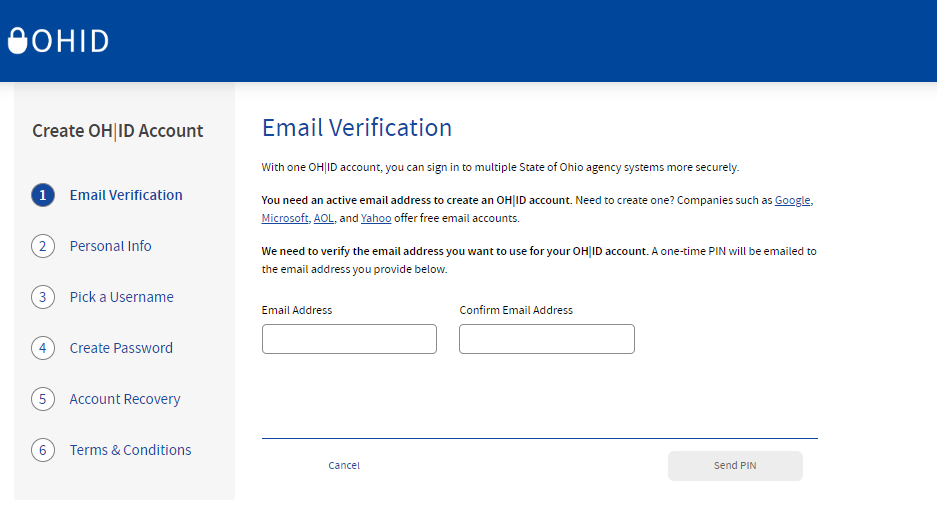 OHID
Create OH|ID Account
1 Email Verification
2 Personal Info
3 Pick a Username
4 Create Password
5 Account Recovery
6 Terms & Conditions
Email Verification
With one OH|ID account, you can sign in to multiple State of Ohio agency systems more securely.
You need an active email address to create an OH|ID account. Need to create one? Companies such as Google,
Microsoft, AOL, and Yahoo offer free email accounts.
We need to verify the email address you want to use for your OH|ID account. A one-time PIN will be emailed to
the email address you provide below.
Email Address Confirm Email Address
Cancel Send PIN